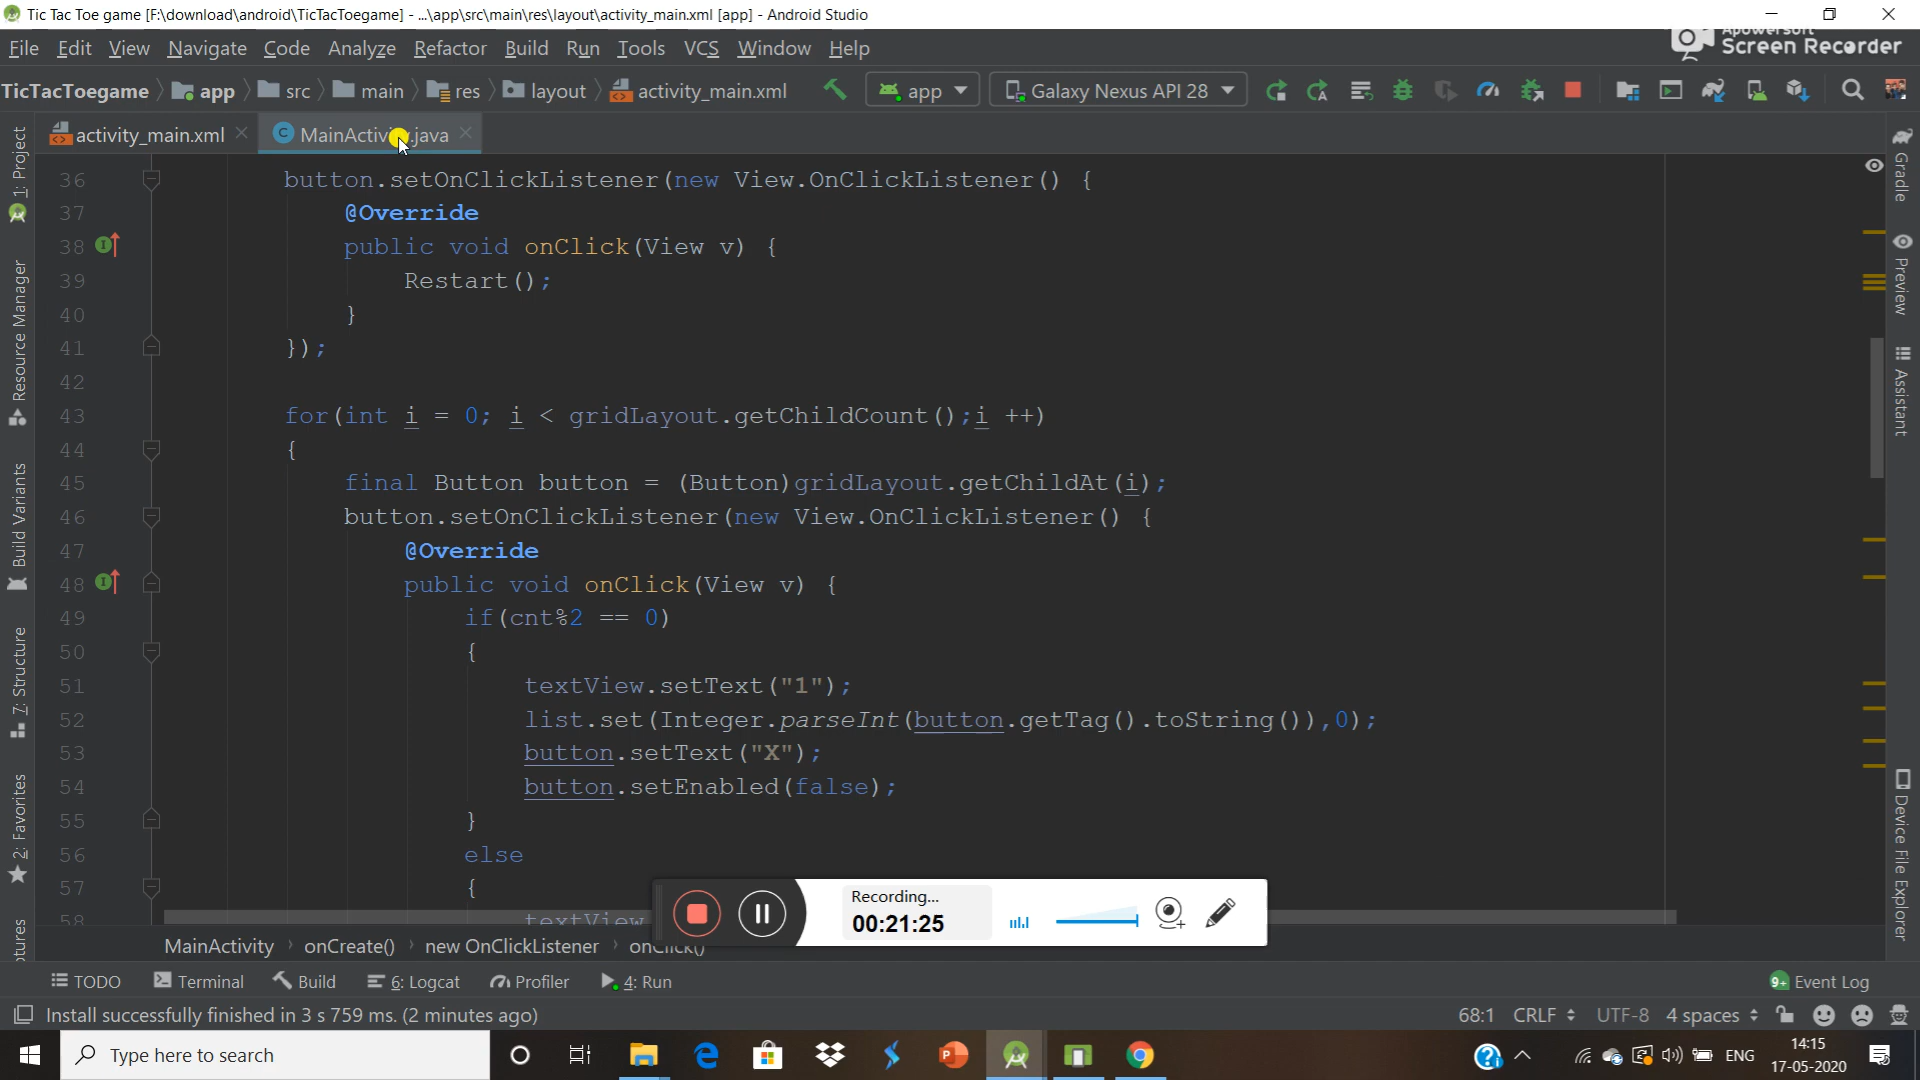 Tic Tac Toe game [F:\download\android\TicTacToegame] - ...\app\src\main\res\layout\activity_main.xml [app] - Android Studio
File Edit View Navigate Code Analyze Refactor Build Run Tools VCS Window Help
Apowersoft
Screen Recorder
TicTacToegame app src main res layout activity_main.xml app Galaxy Nexus API 28
activity_main.xml MainActivity.java
36 button.setOnClickListener(new View.OnClickListener() {
37 @Override
38 public void onClick(View v) {
39 Restart();
40 }
41 });
42
43 for(int i = 0; i < gridLayout.getChildCount();i ++)
44 {
45 final Button button = (Button)gridLayout.getChildAt(i);
46 button.setOnClickListener(new View.OnClickListener() {
47 @Override
48 public void onClick(View v) {
49 if(cnt%2 == 0)
50 {
51 textView.setText("1");
52 list.set(Integer.parseInt(button.getTag().toString()),0);
53 button.setText("X");
54 button.setEnabled(false);
55 }
56 else
57 {
58 textView
1: Project
Resource Manager
Build Variants
7: Structure
2: Favorites
Gradle
Preview
Assistant
Device File Explorer
Recording...
00:21:25
MainActivity onCreate() new OnClickListener onClick()
TODO Terminal Build 6: Logcat Profiler 4: Run 9+ Event Log
Install successfully finished in 3 s 759 ms. (2 minutes ago) 68:1 CRLF UTF-8 4 spaces
Type here to search ENG
14:15
17-05-2020